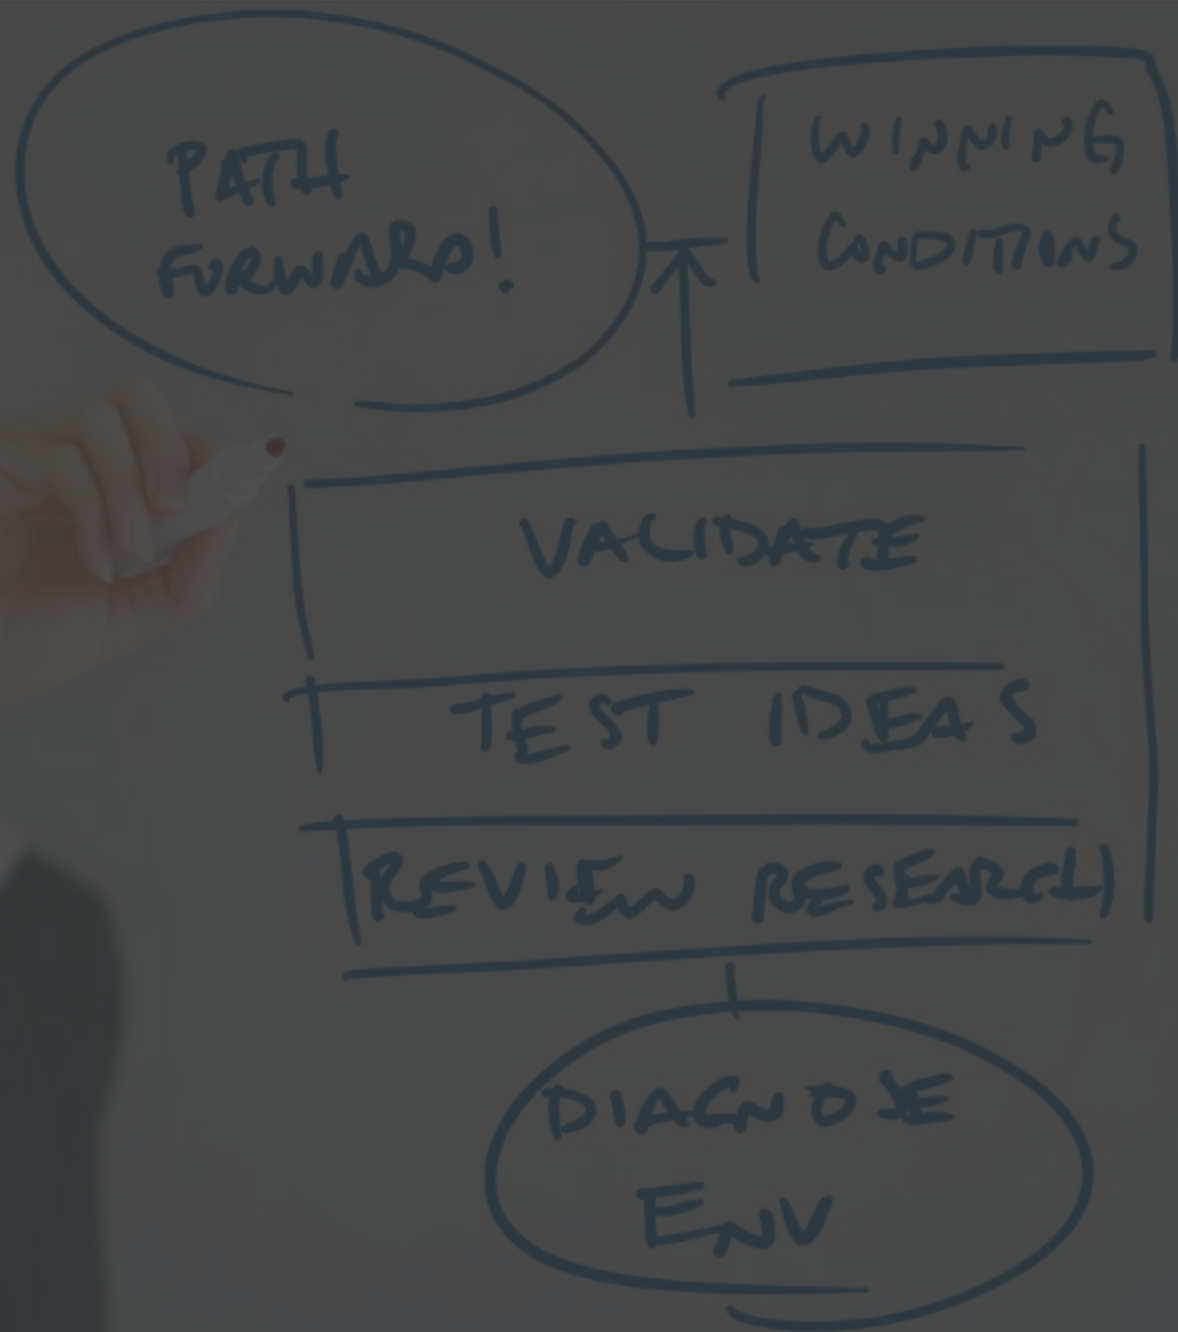 PATH
FORWARD!
WINNING
CONDITIONS
VALIDATE
TEST IDEAS
REVIEW RESEARCH
DIAGNOSE
ENV